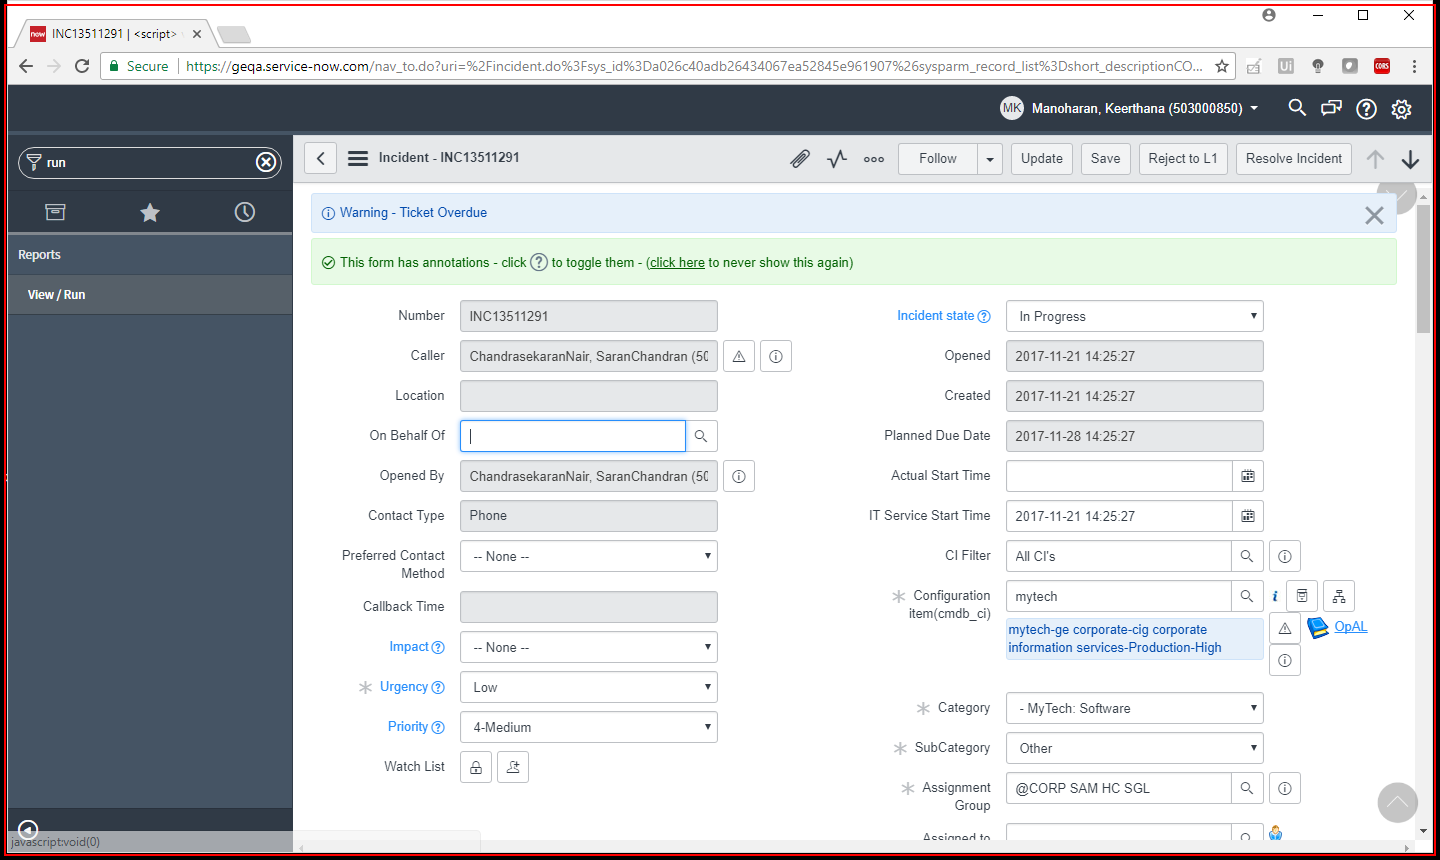 now INC13511291 | <script>
Secure https://geqa.service-now.com/nav_to.do?uri=%2Fincident.do%3Fsys_id%3Da026c40adb26434067ea52845e961907%26sysparm_record_list%3Dshort_descriptionCO...
Ui
CORS
MK Manoharan, Keerthana (503000850)
run
Incident - INC13511291
Follow
Update
Save
Reject to L1
Resolve Incident
Reports
View / Run
Warning - Ticket Overdue
This form has annotations - click ? to toggle them - (click here to never show this again)
Number INC13511291
Caller ChandrasekaranNair, SaranChandran (50
Location
On Behalf Of
Opened By ChandrasekaranNair, SaranChandran (50
Contact Type Phone
Preferred Contact
Method
-- None --
Callback Time
Impact ? -- None --
Urgency ? Low
Priority ? 4-Medium
Watch List
Incident state ? In Progress
Opened 2017-11-21 14:25:27
Created 2017-11-21 14:25:27
Planned Due Date 2017-11-28 14:25:27
Actual Start Time
IT Service Start Time 2017-11-21 14:25:27
CI Filter All CI's
Configuration
item(cmdb_ci)
mytech
mytech-ge corporate-cig corporate
information services-Production-High
OpAL
Category - MyTech: Software
SubCategory Other
Assignment
Group
@CORP SAM HC SGL
Assigned to
javascript:void(0)